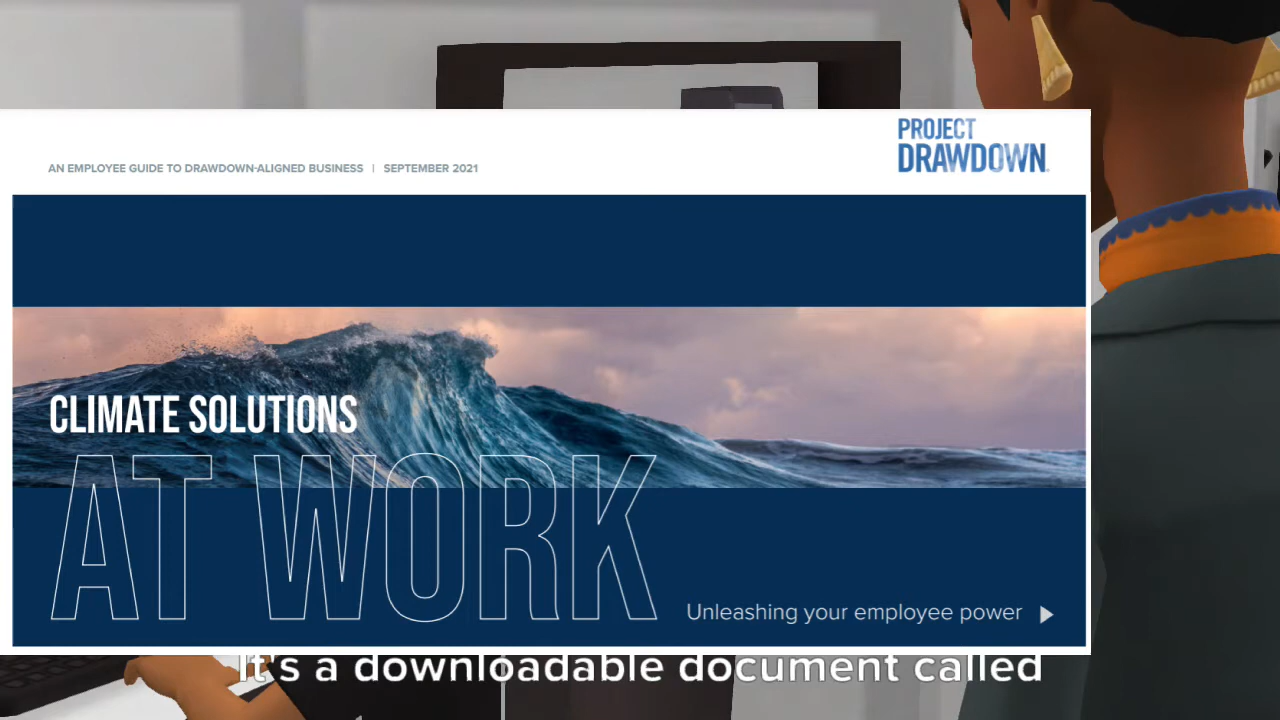 PROJECT
DRAWDOWN.
AN EMPLOYEE GUIDE TO DRAWDOWN-ALIGNED BUSINESS | SEPTEMBER 2021
CLIMATE SOLUTIONS
AT WORK
Unleashing your employee power
It's a downloadable document called